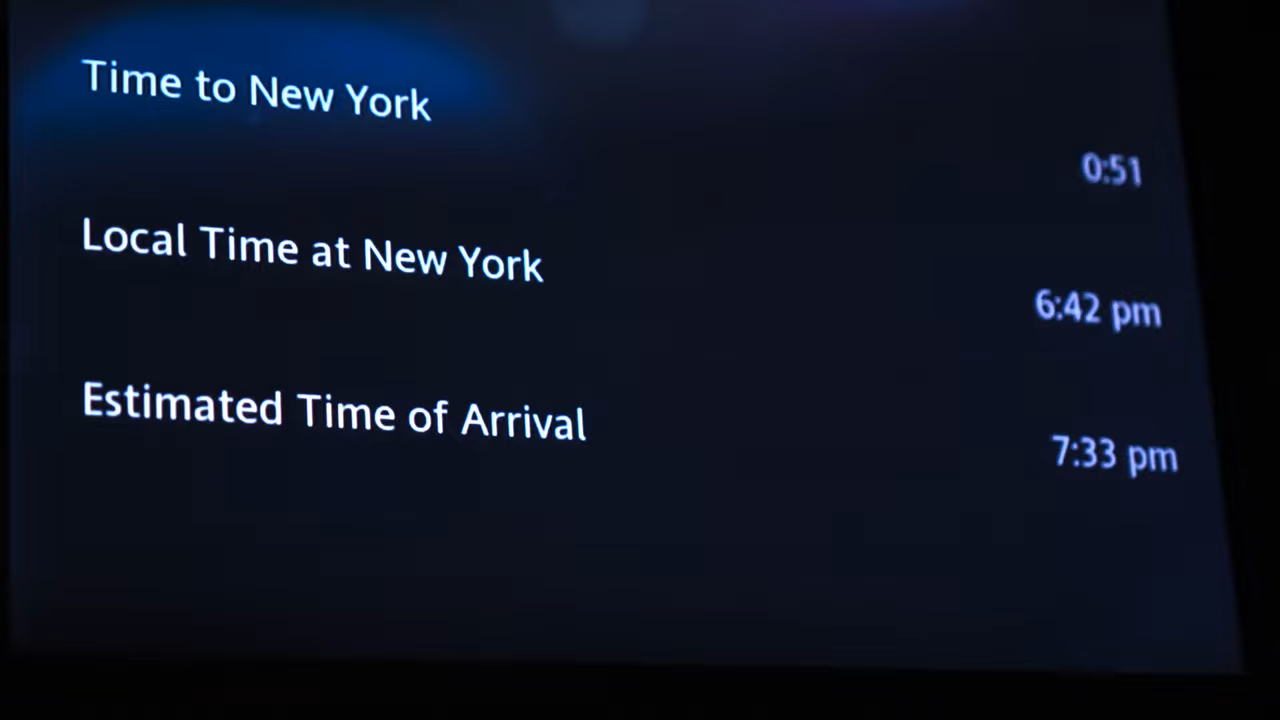 Time to New York
0:51
Local Time at New York
6:42 pm
Estimated Time of Arrival
7:33 pm